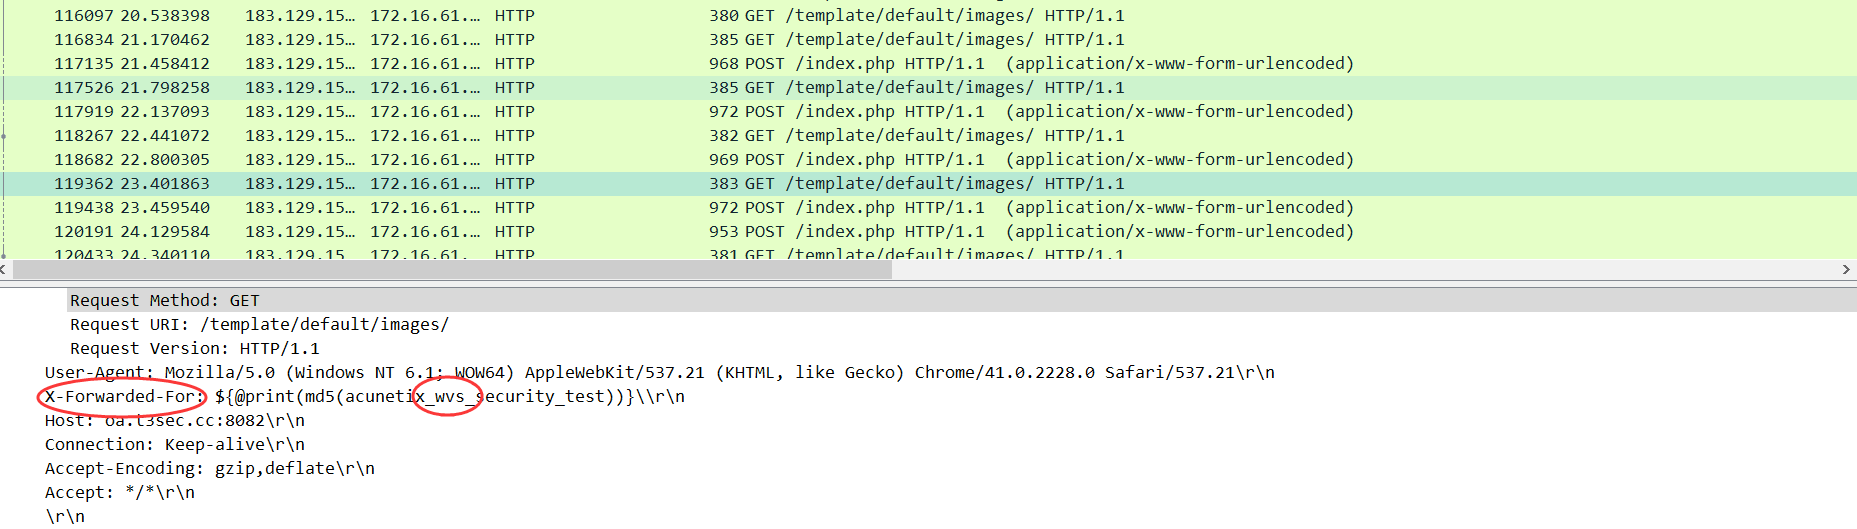 116097 20.538398 183.129.15… 172.16.61.… HTTP 380 GET /template/default/images/ HTTP/1.1
116834 21.170462 183.129.15… 172.16.61.… HTTP 385 GET /template/default/images/ HTTP/1.1
117135 21.458412 183.129.15… 172.16.61.… HTTP 968 POST /index.php HTTP/1.1 (application/x-www-form-urlencoded)
117526 21.798258 183.129.15… 172.16.61.… HTTP 385 GET /template/default/images/ HTTP/1.1
117919 22.137093 183.129.15… 172.16.61.… HTTP 972 POST /index.php HTTP/1.1 (application/x-www-form-urlencoded)
118267 22.441072 183.129.15… 172.16.61.… HTTP 382 GET /template/default/images/ HTTP/1.1
118682 22.800305 183.129.15… 172.16.61.… HTTP 969 POST /index.php HTTP/1.1 (application/x-www-form-urlencoded)
119362 23.401863 183.129.15… 172.16.61.… HTTP 383 GET /template/default/images/ HTTP/1.1
119438 23.459540 183.129.15… 172.16.61.… HTTP 972 POST /index.php HTTP/1.1 (application/x-www-form-urlencoded)
120191 24.129584 183.129.15… 172.16.61.… HTTP 953 POST /index.php HTTP/1.1 (application/x-www-form-urlencoded)
120433 24.340110 183.129.15… 172.16.61.… HTTP 381 GET /template/default/images/ HTTP/1.1
Request Method: GET
Request URI: /template/default/images/
Request Version: HTTP/1.1
User-Agent: Mozilla/5.0 (Windows NT 6.1; WOW64) AppleWebKit/537.21 (KHTML, like Gecko) Chrome/41.0.2228.0 Safari/537.21\r\n
X-Forwarded-For: ${@print(md5(acunetix_wvs_security_test))}\\r\n
Host: oa.t3sec.cc:8082\r\n
Connection: Keep-alive\r\n
Accept-Encoding: gzip,deflate\r\n
Accept: */*\r\n
\r\n